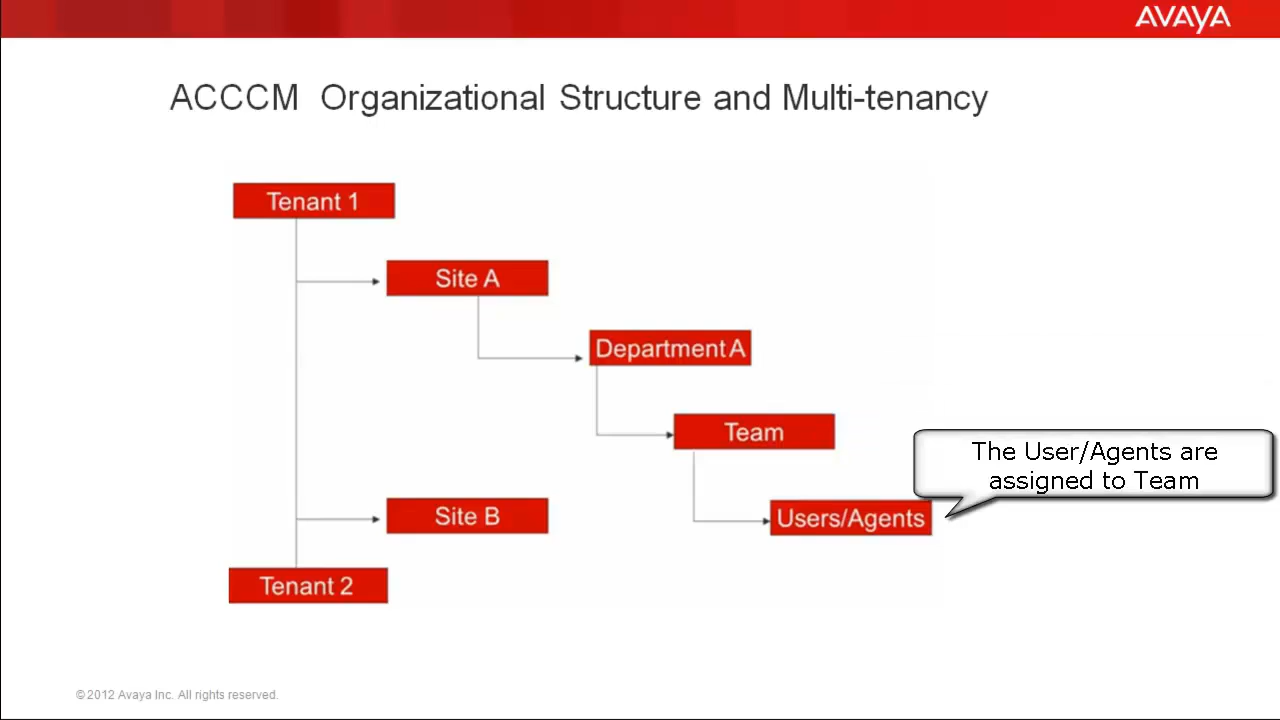 AVAYA
ACCCM Organizational Structure and Multi-tenancy
Tenant 1
Site A
Department A
Team
The User/Agents are
assigned to Team
Site B
Users/Agents
Tenant 2
© 2012 Avaya Inc. All rights reserved.